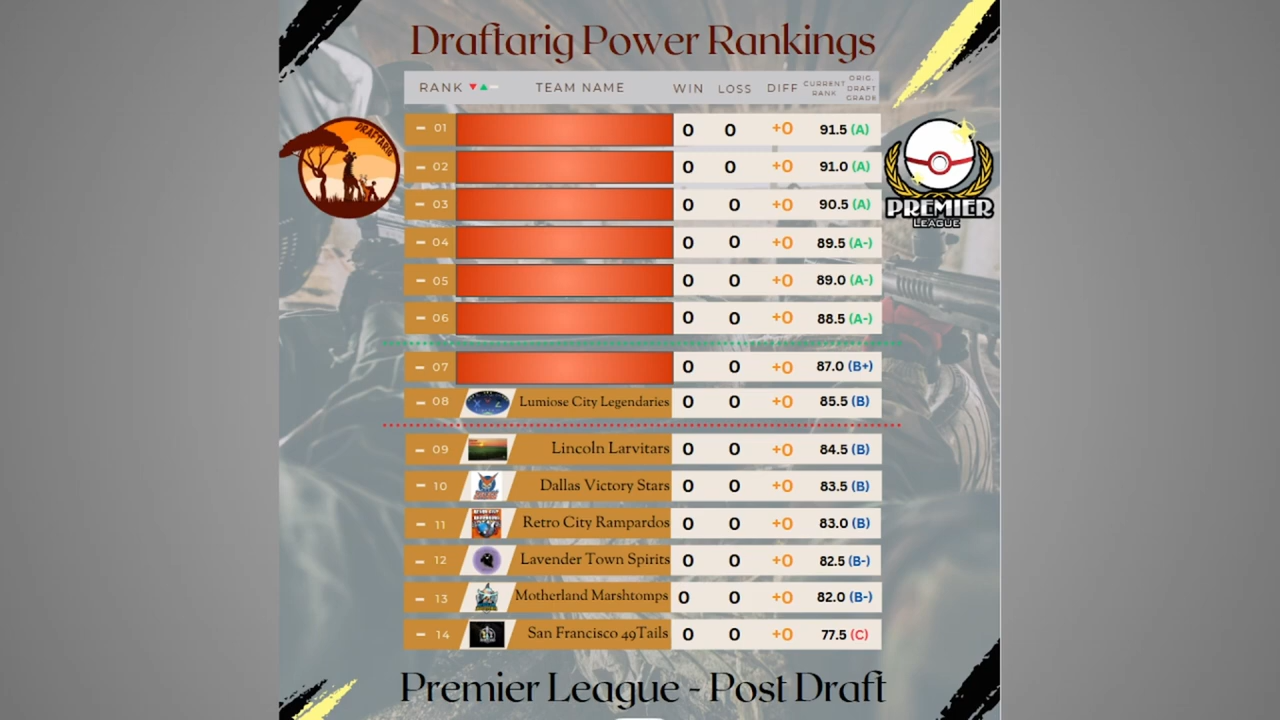 Draftarig Power Rankings
RANK TEAM NAME WIN LOSS DIFF CURRENT RANK ORIG. DRAFT GRADE
DRAFTARIG
PREMIER
LEAGUE
01 0 0 +0 91.5 (A)
02 0 0 +0 91.0 (A)
03 0 0 +0 90.5 (A)
04 0 0 +0 89.5 (A-)
05 0 0 +0 89.0 (A-)
06 0 0 +0 88.5 (A-)
07 0 0 +0 87.0 (B+)
08 Lumiose City Legendaries 0 0 +0 85.5 (B)
09 Lincoln Larvitars 0 0 +0 84.5 (B)
10 Dallas Victory Stars 0 0 +0 83.5 (B)
11 Retro City Rampardos 0 0 +0 83.0 (B)
12 Lavender Town Spirits 0 0 +0 82.5 (B-)
13 Motherland Marshtomps 0 0 +0 82.0 (B-)
14 San Francisco 49Tails 0 0 +0 77.5 (C)
Premier League - Post Draft